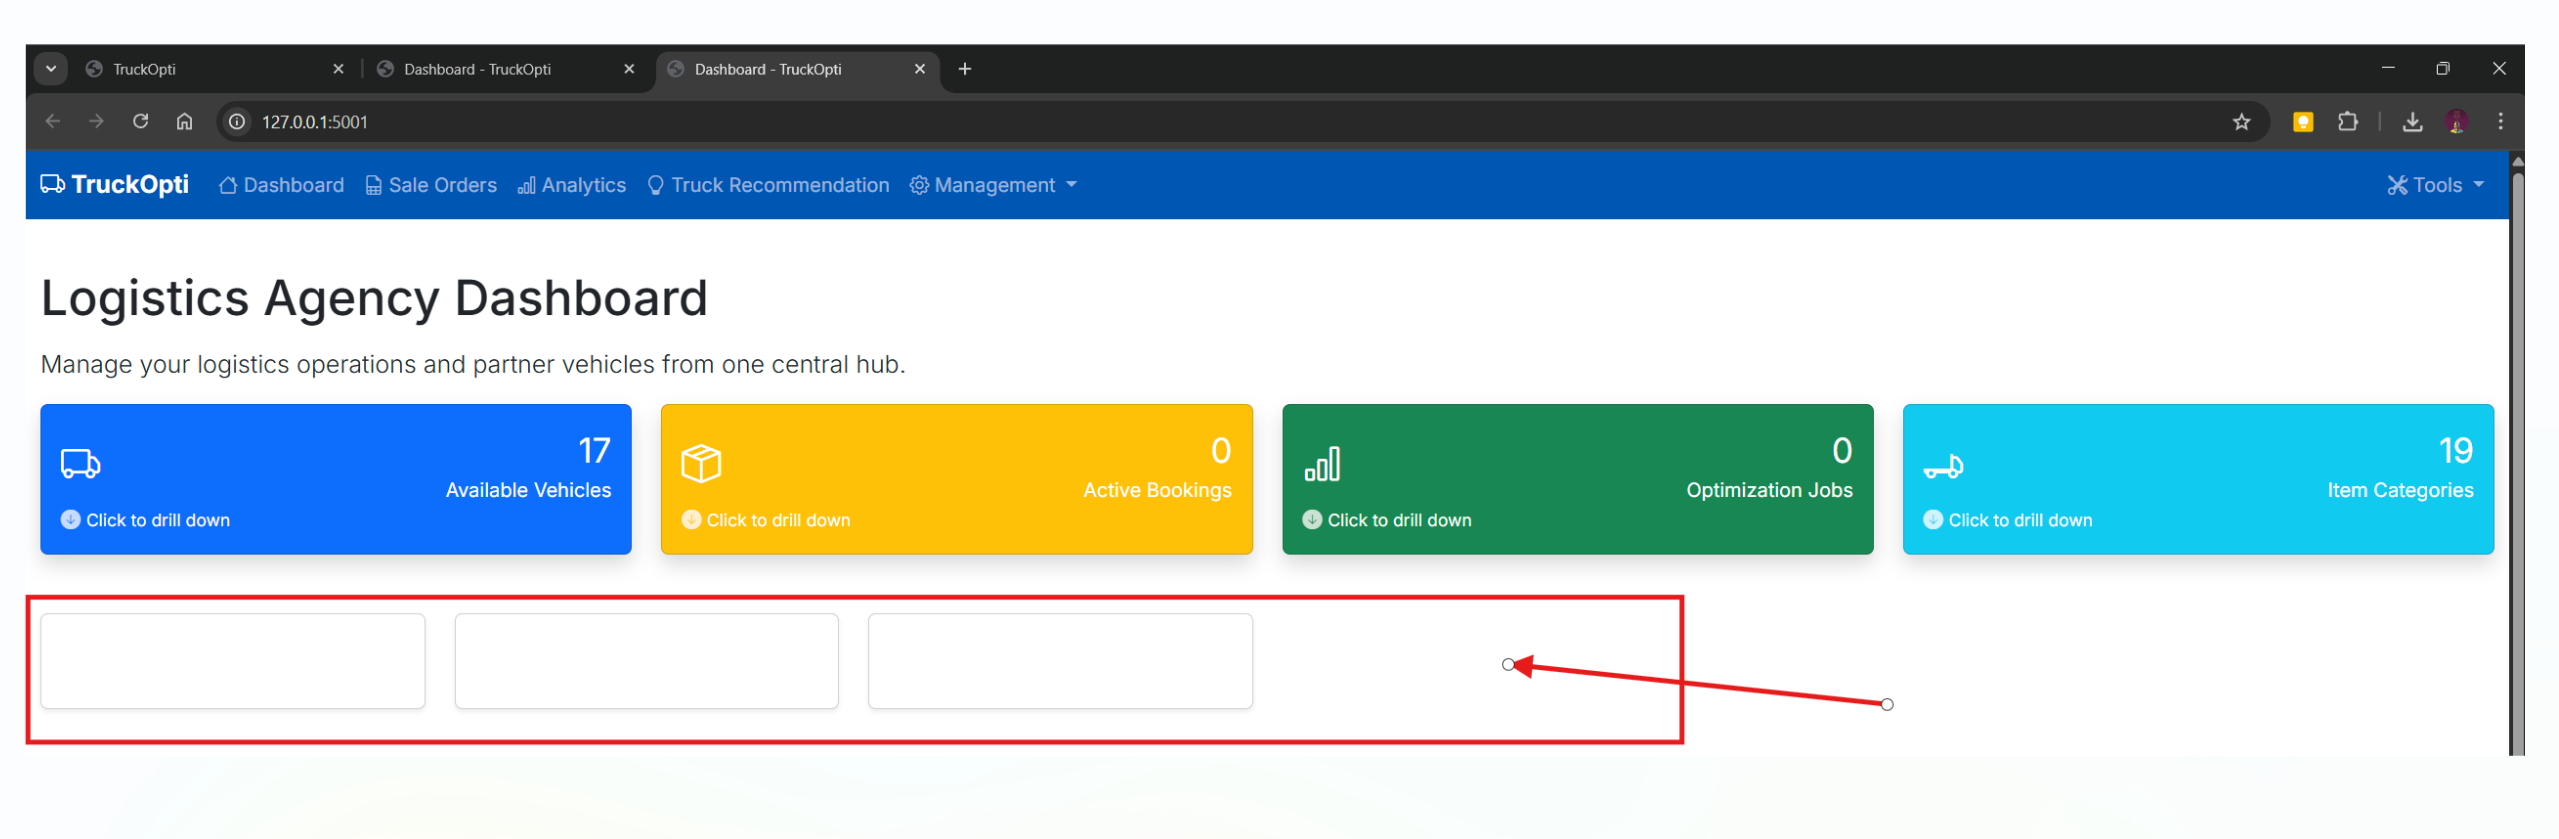 TruckOpti
Dashboard - TruckOpti
Dashboard - TruckOpti
127.0.0.1:5001
TruckOpti Dashboard Sale Orders Analytics Truck Recommendation Management Tools
Logistics Agency Dashboard
Manage your logistics operations and partner vehicles from one central hub.
17
Available Vehicles
Click to drill down
0
Active Bookings
Click to drill down
0
Optimization Jobs
Click to drill down
19
Item Categories
Click to drill down